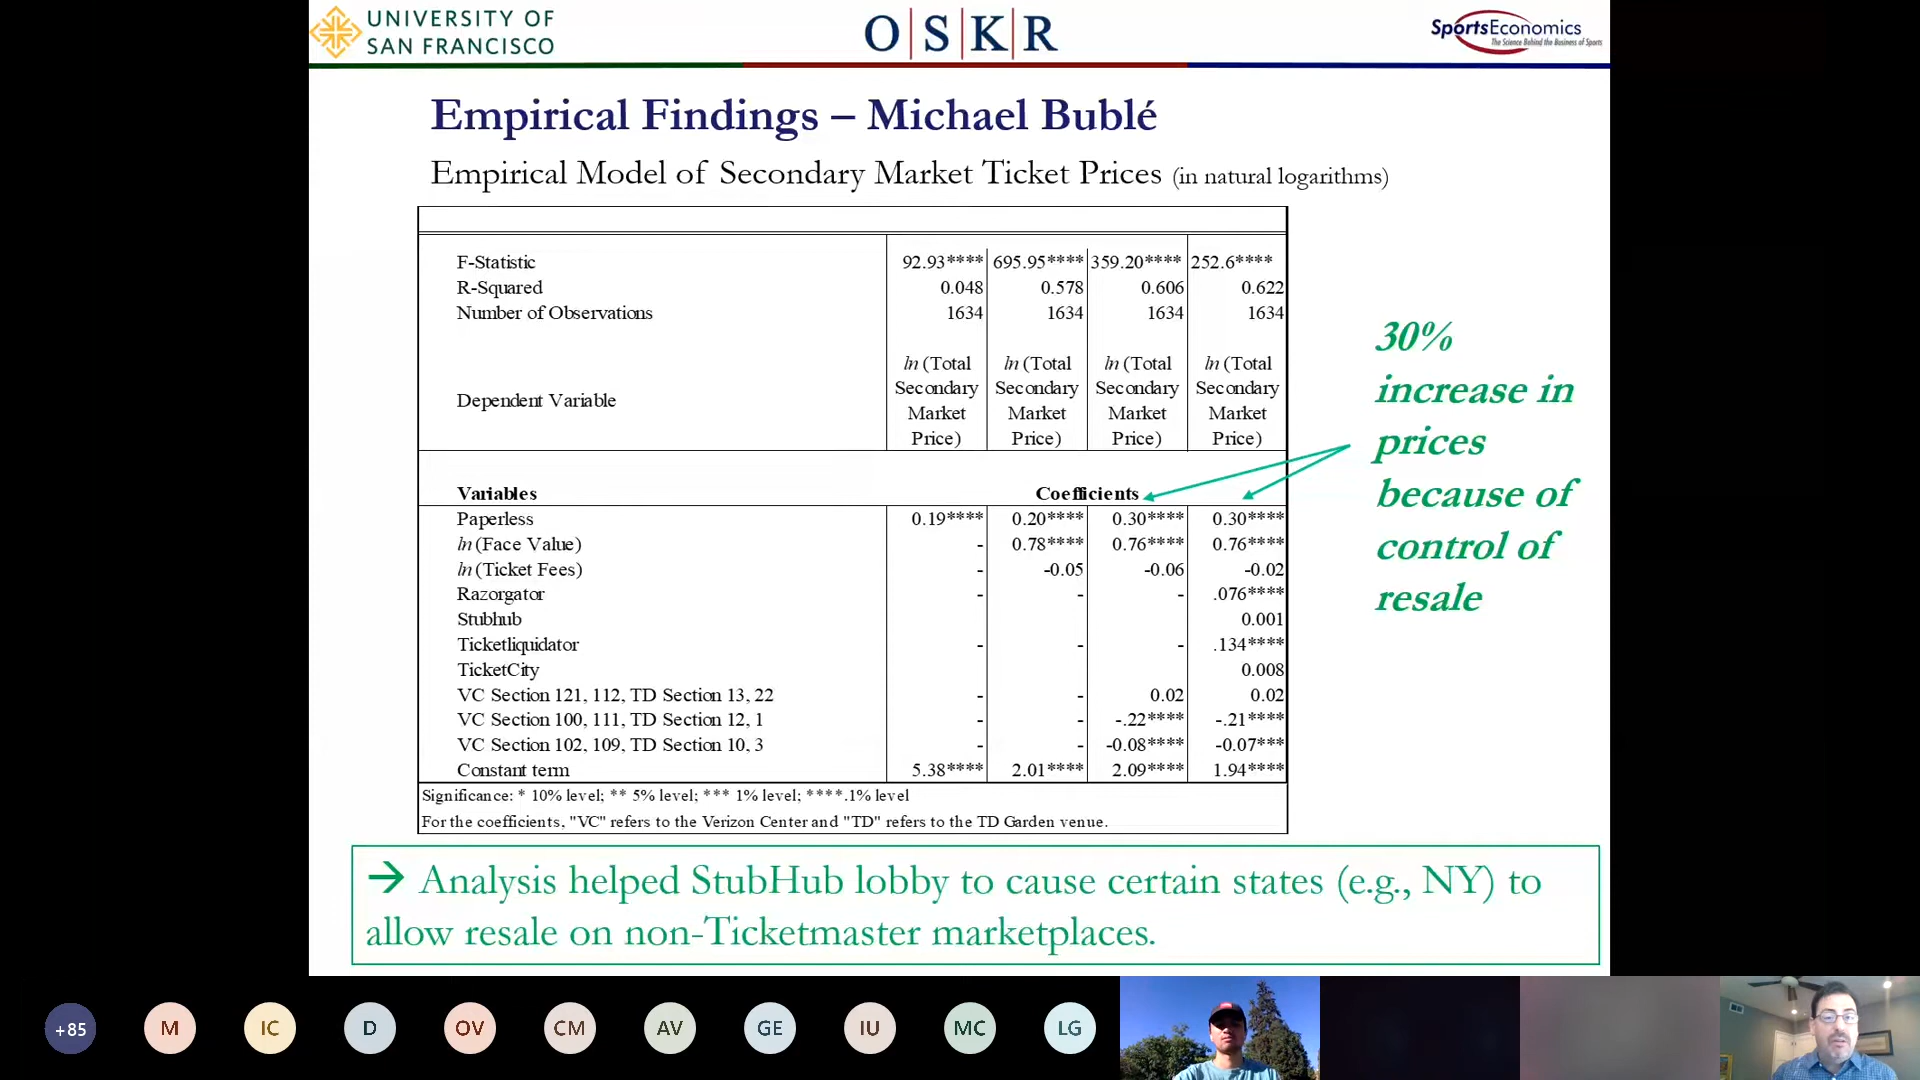 UNIVERSITY OF
SAN FRANCISCO
O|S|K|R
SportsEconomics
The Science Behind the Business of Sports
Empirical Findings – Michael Bublé
Empirical Model of Secondary Market Ticket Prices (in natural logarithms)
F-Statistic 92.93**** 695.95**** 359.20**** 252.6****
R-Squared 0.048 0.578 0.606 0.622
Number of Observations 1634 1634 1634 1634
ln (Total ln (Total ln (Total ln (Total
Secondary Secondary Secondary Secondary
Dependent Variable
Market Market Market Market
Price) Price) Price) Price)
Variables Coefficients
Paperless 0.19**** 0.20**** 0.30**** 0.30****
ln (Face Value) - 0.78**** 0.76**** 0.76****
ln (Ticket Fees) - -0.05 -0.06 -0.02
Razorgator - - - .076****
Stubhub 0.001
Ticketliquidator - - - .134****
TicketCity 0.008
VC Section 121, 112, TD Section 13, 22 - - 0.02 0.02
VC Section 100, 111, TD Section 12, 1 - - -.22**** -.21****
VC Section 102, 109, TD Section 10, 3 - - -0.08**** -0.07***
Constant term 5.38**** 2.01**** 2.09**** 1.94****
Significance: * 10% level; ** 5% level; *** 1% level; ****.1% level
For the coefficients, "VC" refers to the Verizon Center and "TD" refers to the TD Garden venue.
30%
increase in
prices
because of
control of
resale
→ Analysis helped StubHub lobby to cause certain states (e.g., NY) to
allow resale on non-Ticketmaster marketplaces.
+85 M IC D OV CM AV GE IU MC LG